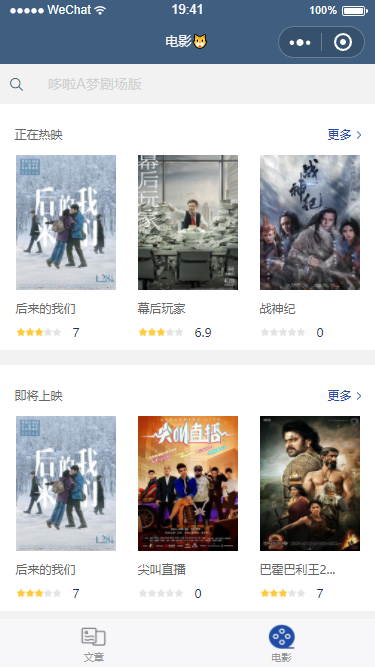 WeChat 19:41 100%
电影🐱
哆啦A梦剧场版
正在热映 更多
后来的我们
幕后玩家
战神纪
后来的我们 幕后玩家 战神纪
7 6.9 0
即将上映 更多
后来的我们
尖叫直播
后来的我们 尖叫直播 巴霍巴利王2...
7 0 7
文章 电影